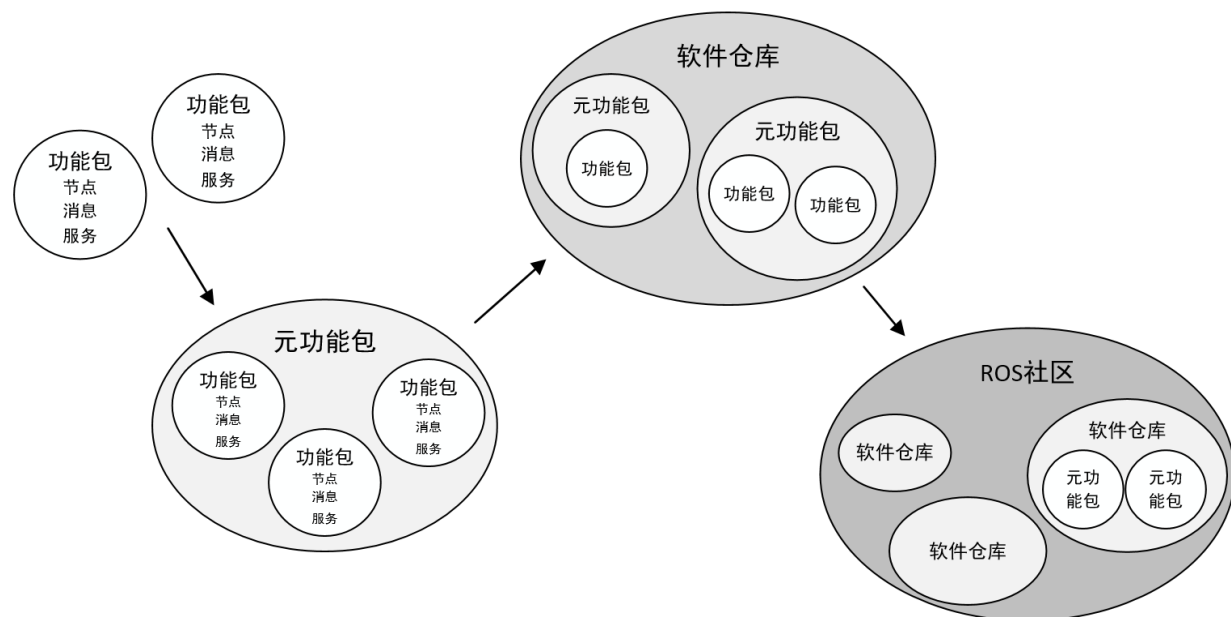 功能包
节点
消息
服务
功能包
节点
消息
服务
元功能包
功能包
节点
消息
服务
功能包
节点
消息
服务
功能包
节点
消息
服务
软件仓库
元功能包
功能包
元功能包
功能包
功能包
ROS社区
软件仓库
软件仓库
元功
能包
元功
能包
软件仓库